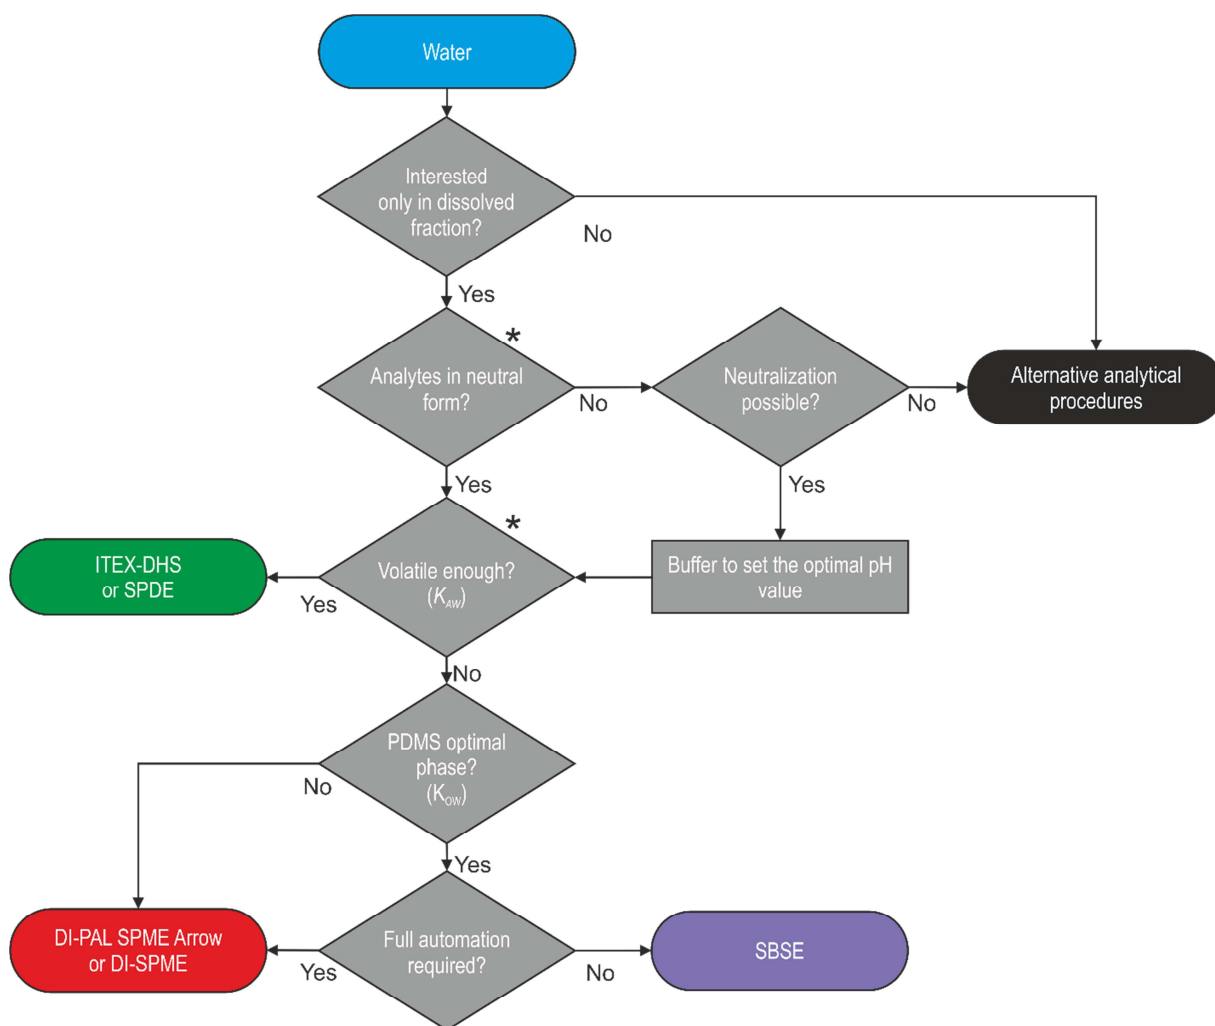 Water
Interested
only in dissolved
fraction?
No
Yes
*
Analytes in neutral
form?
No
Neutralization
possible?
No
Alternative analytical
procedures
Yes
Yes
*
ITEX-DHS
or SPDE
Yes
Volatile enough?
(K_AW)
Buffer to set the optimal pH
value
No
PDMS optimal
phase?
(K_OW)
No
Yes
DI-PAL SPME Arrow
or DI-SPME
Yes
Full automation
required?
No
SBSE